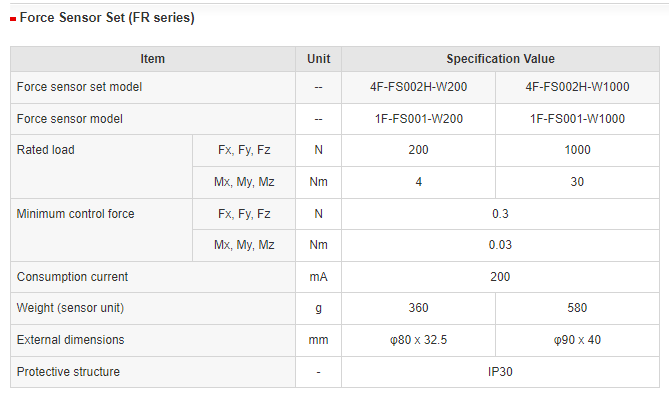 Force Sensor Set (FR series)
Item Unit Specification Value
Force sensor set model -- 4F-FS002H-W200 4F-FS002H-W1000
Force sensor model -- 1F-FS001-W200 1F-FS001-W1000
Rated load Fx, Fy, Fz N 200 1000
Mx, My, Mz Nm 4 30
Minimum control force Fx, Fy, Fz N 0.3
Mx, My, Mz Nm 0.03
Consumption current mA 200
Weight (sensor unit) g 360 580
External dimensions mm φ80 x 32.5 φ90 x 40
Protective structure - IP30